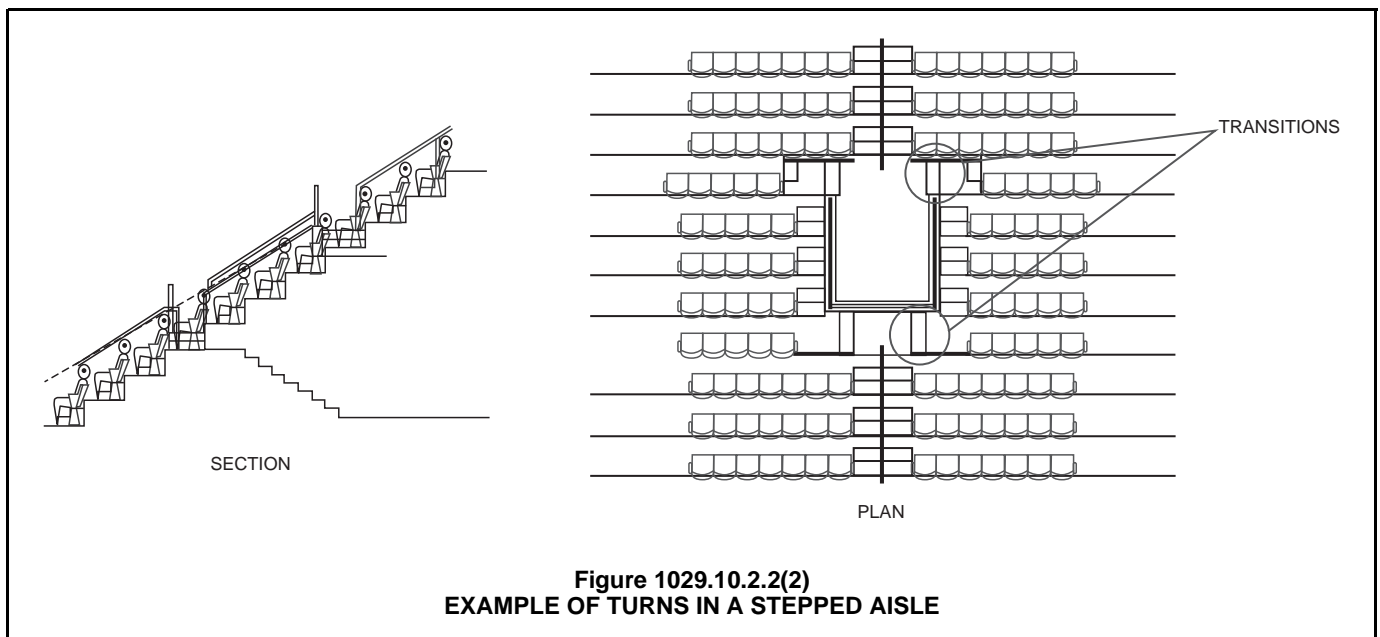 TRANSITIONS
SECTION
PLAN
Figure 1029.10.2.2(2)
EXAMPLE OF TURNS IN A STEPPED AISLE